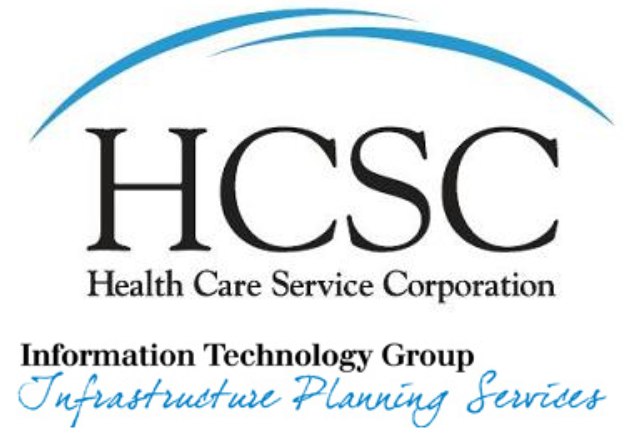 HCSC
Health Care Service Corporation
Information Technology Group
Infrastructure Planning Services